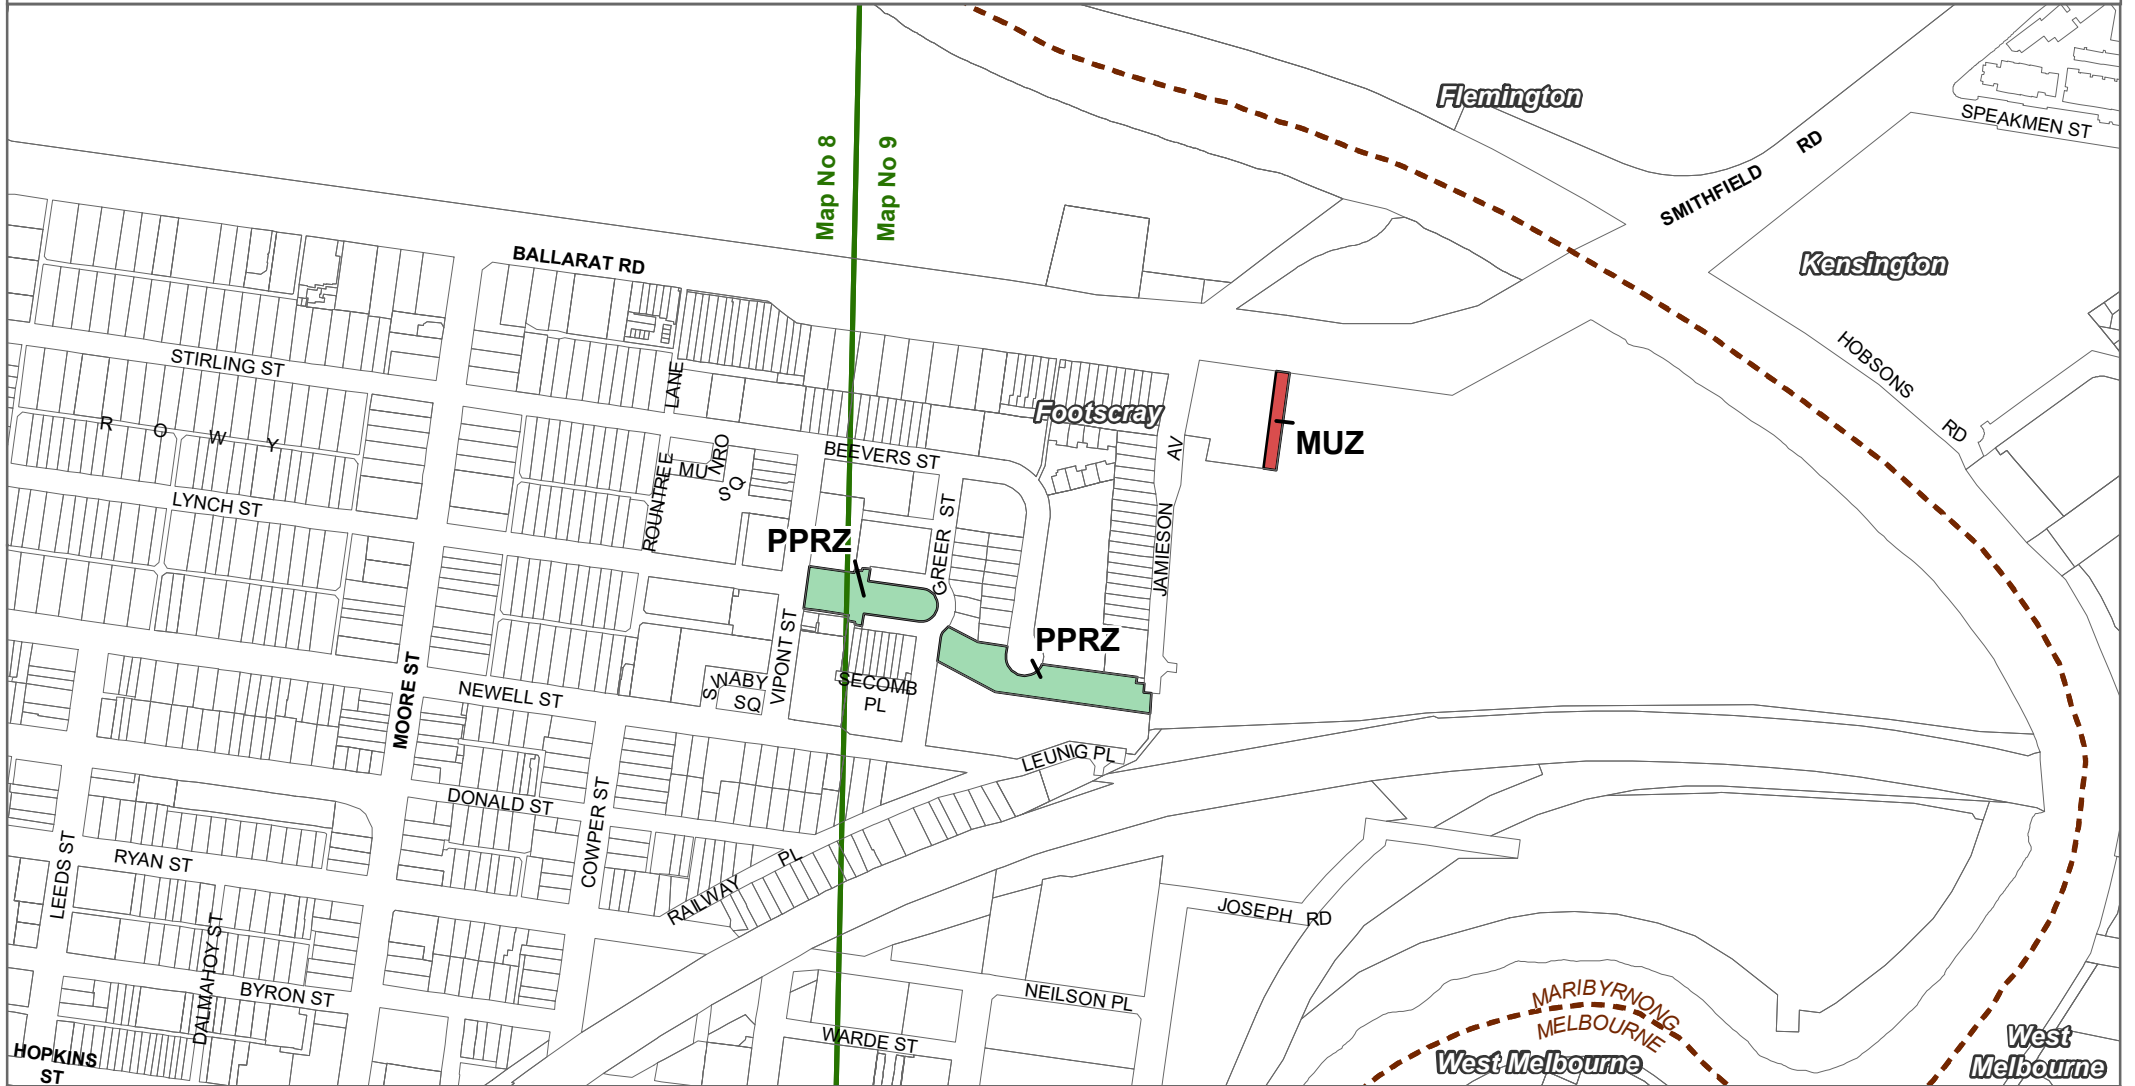 Flemington
SPEAKMEN ST
SMITHFIELD RD
Map No 8
Map No 9
BALLARAT RD
Kensington
HOBSONS RD
STIRLING ST
LANE
Footscray
ROWY
MUNRO SQ
BEEVERS ST
AV
MUZ
LYNCH ST
ROUNTREE
GREER ST
JAMIESON
PPRZ
PPRZ
VIPONT ST
MOORE ST
NEWELL ST
SWABY SQ
SECOMB PL
LEUNIG PL
DONALD ST
COWPER ST
LEEDS ST
RYAN ST
RAILWAY PL
JOSEPH RD
DALMAHOY ST
BYRON ST
NEILSON PL
MARIBYRNONG
MELBOURNE
WARDE ST
West Melbourne
West
Melbourne
HOPKINS
ST